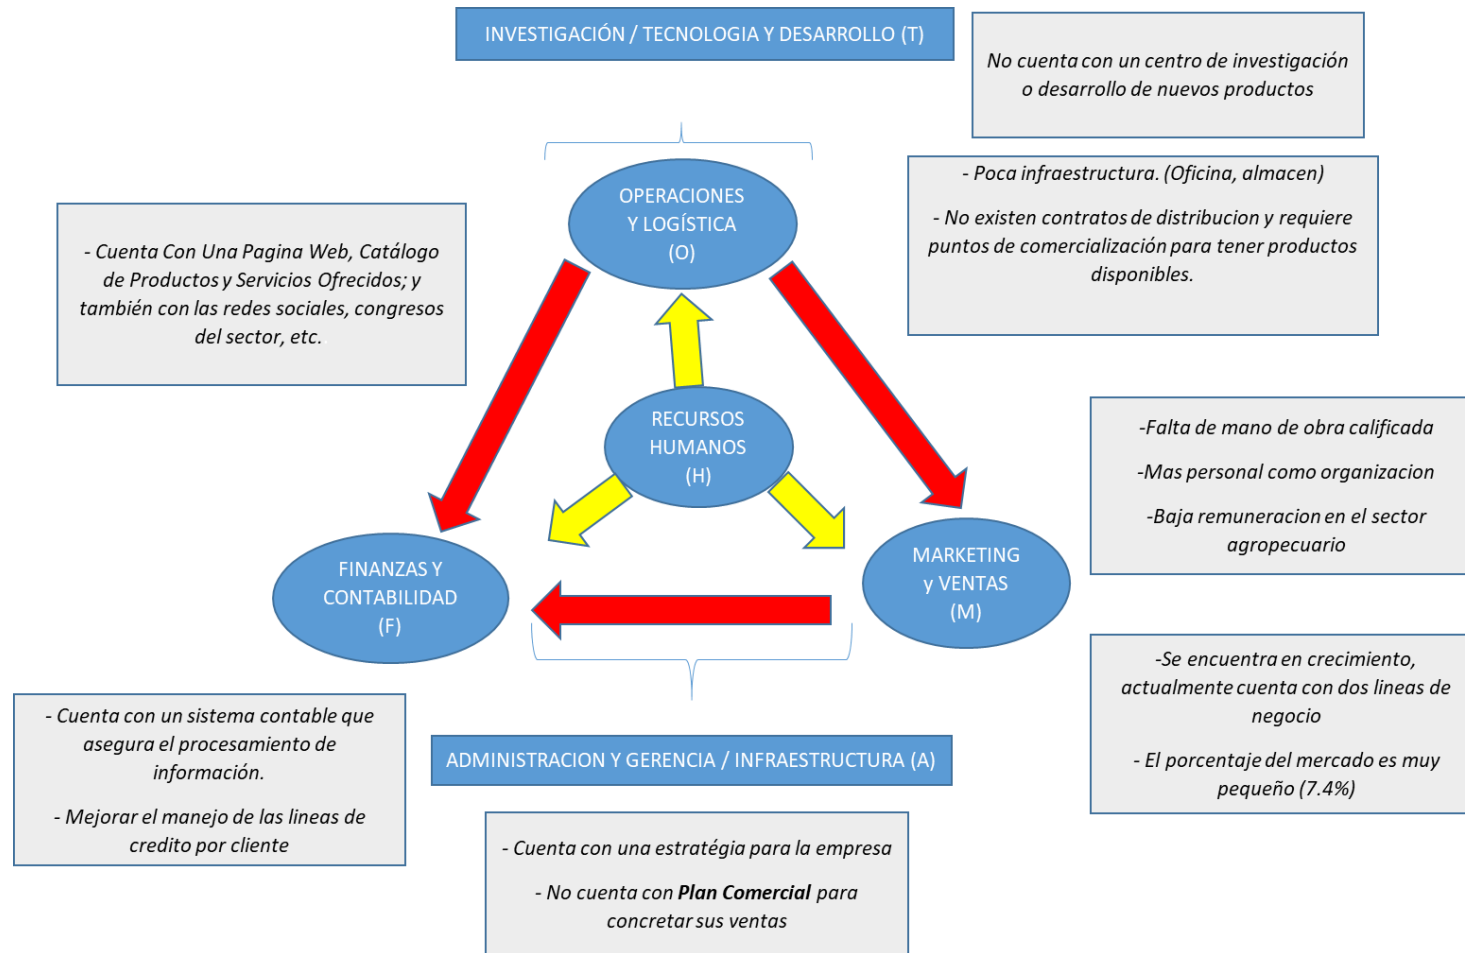 INVESTIGACIÓN / TECNOLOGIA Y DESARROLLO (T)
No cuenta con un centro de investigación
o desarrollo de nuevos productos
OPERACIONES
Y LOGÍSTICA
(O)
- Poca infraestructura. (Oficina, almacen)
- No existen contratos de distribucion y requiere
puntos de comercialización para tener productos
disponibles.
- Cuenta Con Una Pagina Web, Catálogo
de Productos y Servicios Ofrecidos; y
también con las redes sociales, congresos
del sector, etc.
RECURSOS
HUMANOS
(H)
-Falta de mano de obra calificada
-Mas personal como organizacion
-Baja remuneracion en el sector
agropecuario
FINANZAS Y
CONTABILIDAD
(F)
MARKETING
y VENTAS
(M)
-Se encuentra en crecimiento,
actualmente cuenta con dos lineas de
negocio
- El porcentaje del mercado es muy
pequeño (7.4%)
- Cuenta con un sistema contable que
asegura el procesamiento de
información.
- Mejorar el manejo de las lineas de
credito por cliente
ADMINISTRACION Y GERENCIA / INFRAESTRUCTURA (A)
- Cuenta con una estratégia para la empresa
- No cuenta con Plan Comercial para
concretar sus ventas